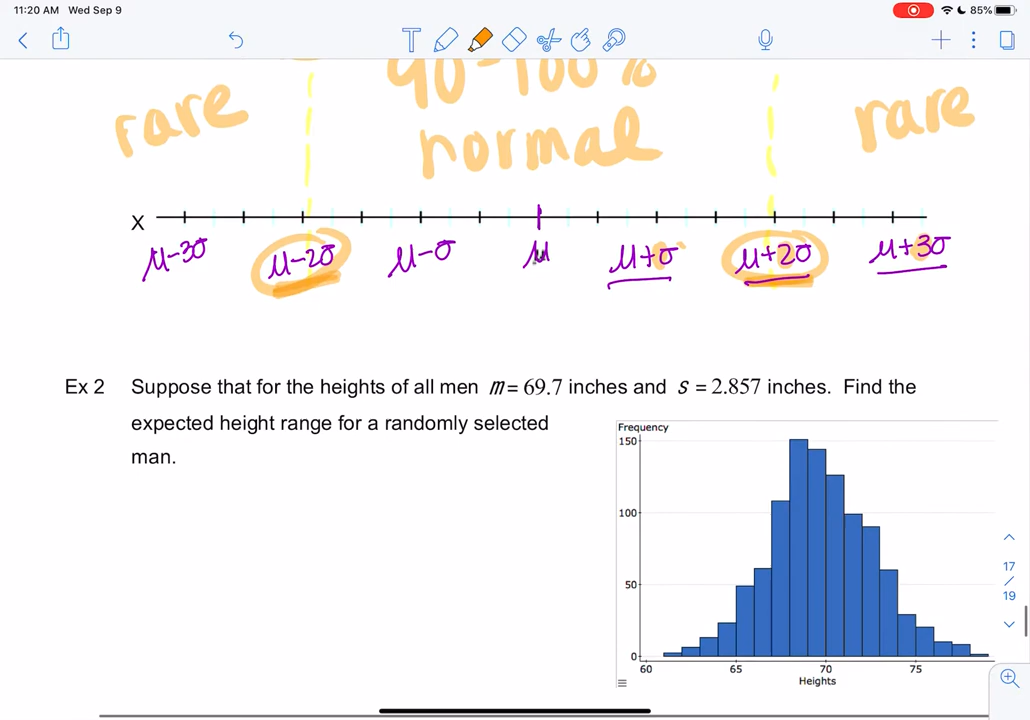 11:20 AM Wed Sep 9
85%
90-100%
rare normal rare
X
μ-3σ μ-2σ μ-σ μ μ+σ μ+2σ μ+3σ
Ex 2 Suppose that for the heights of all men m = 69.7 inches and s = 2.857 inches. Find the
expected height range for a randomly selected
man.
Frequency
150
100
50
0
60 65 70 75
Heights
17
/
19